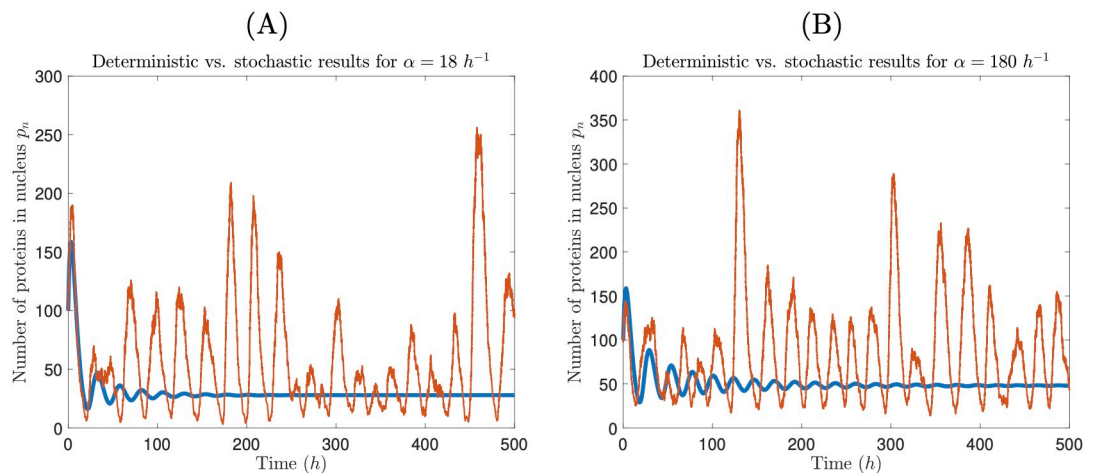 (A)
Deterministic vs. stochastic results for α = 18 h⁻¹
Number of proteins in nucleus pₙ
300
250
200
150
100
50
0
0 100 200 300 400 500
Time (h)
(B)
Deterministic vs. stochastic results for α = 180 h⁻¹
Number of proteins in nucleus pₙ
400
350
300
250
200
150
100
50
0
0 100 200 300 400 500
Time (h)